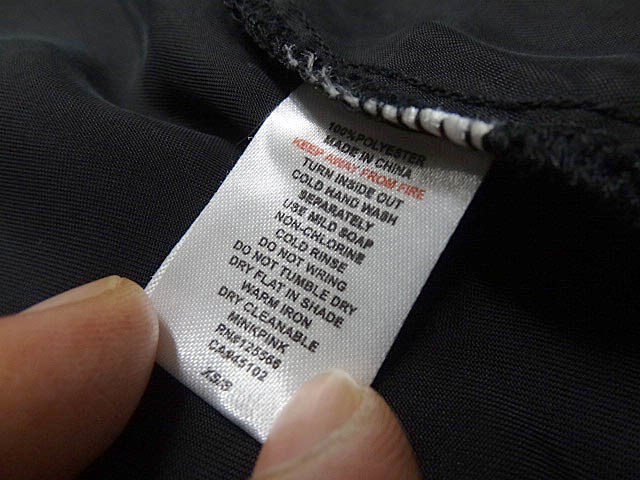 100%POLYESTER
MADE IN CHINA
KEEP AWAY FROM FIRE
TURN INSIDE OUT
COLD HAND WASH
SEPARATELY
USE MILD SOAP
NON-CHLORINE
COLD RINSE
DO NOT WRING
DO NOT TUMBLE DRY
DRY FLAT IN SHADE
WARM IRON
DRY CLEANABLE
MINKPINK
RN#125566
CA#45102
XS/S